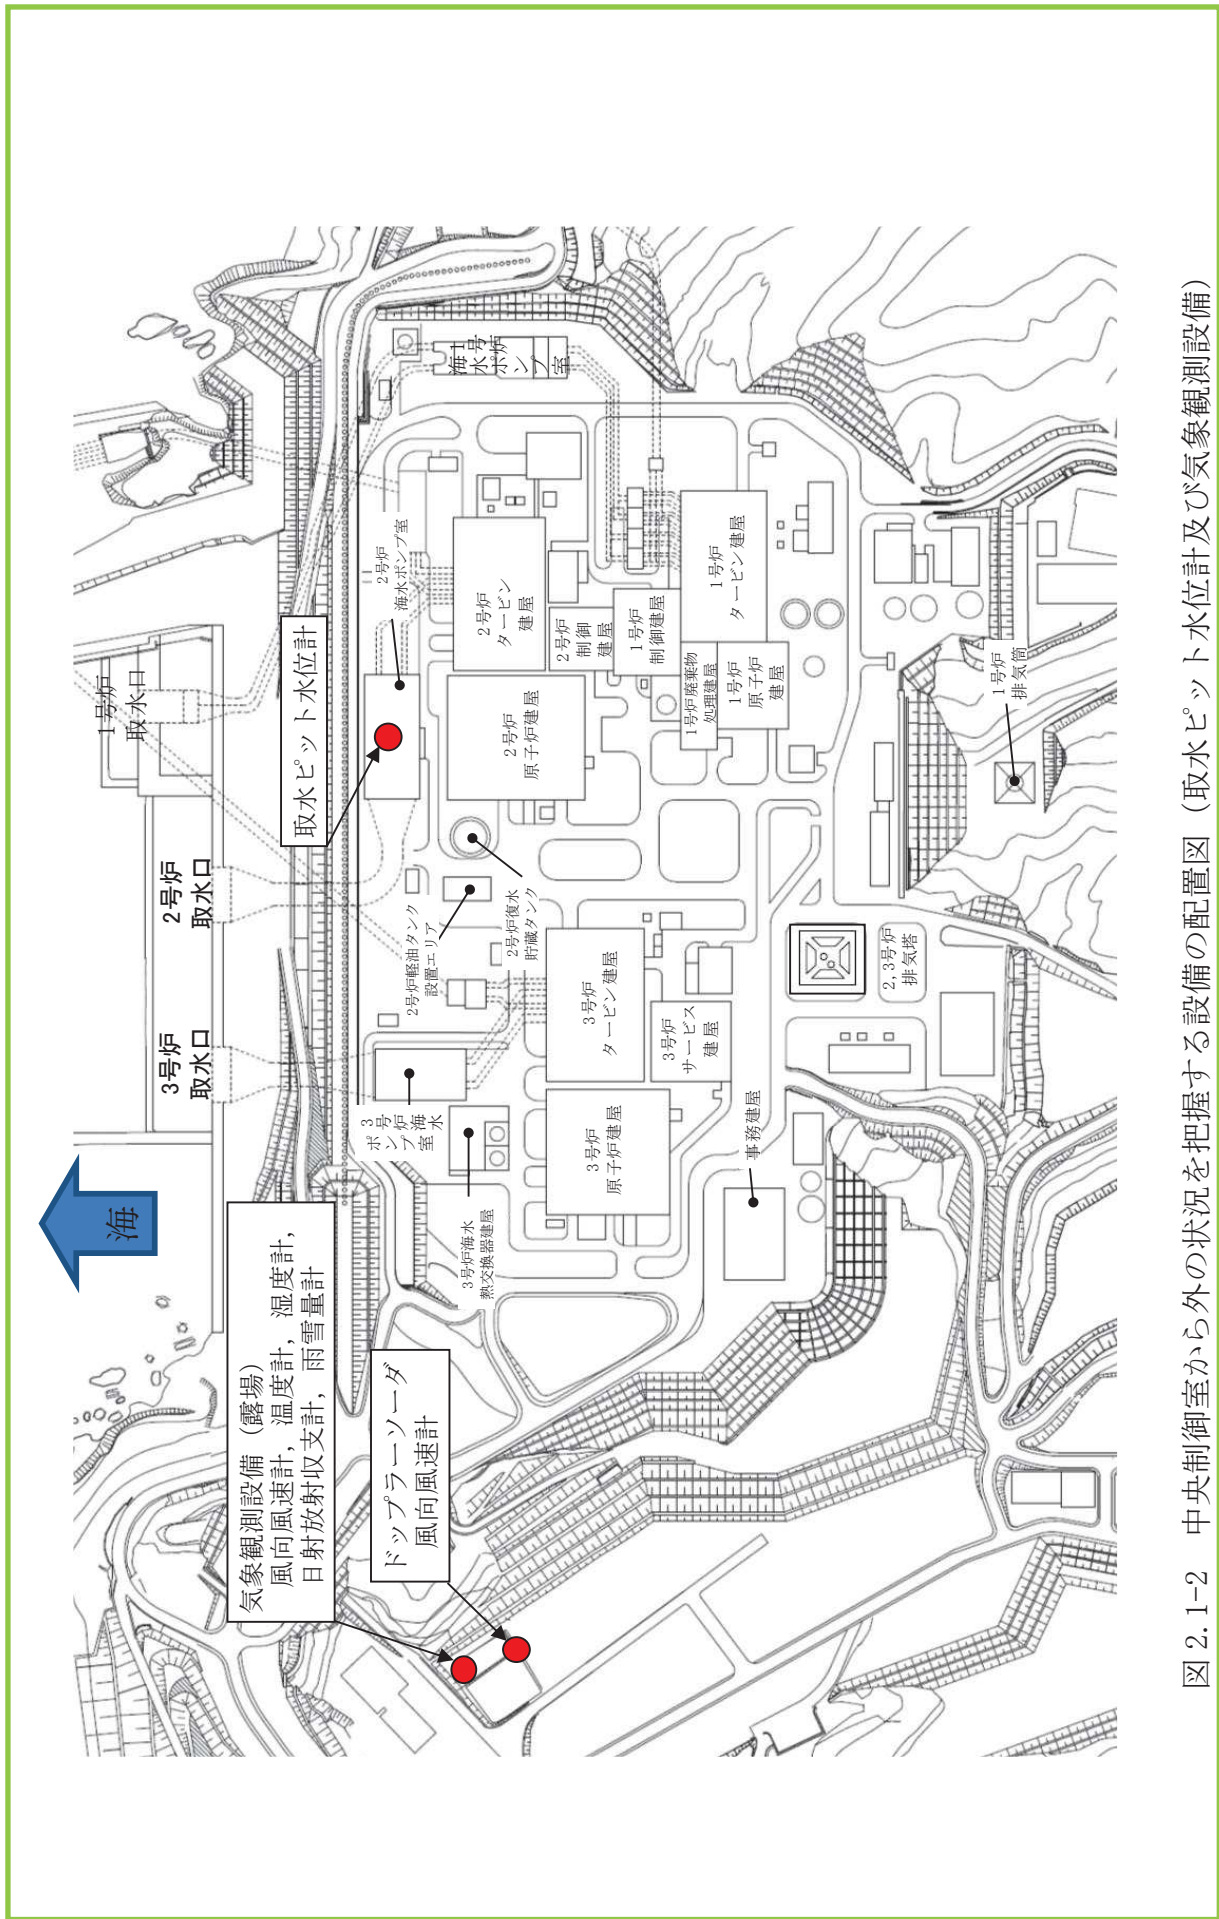 海
1号炉
取水口
2号炉
取水口
3号炉
取水口
取水ピット水位計
気象観測設備（露場）
風向風速計，温度計，湿度計，
日射放射収支計，雨雪量計
ドップラーソーダ
風向風速計
1号炉
海水ポンプ室
2号炉
海水ポンプ室
2号炉
タービン
建屋
2号炉
制御
建屋
1号炉
制御建屋
1号炉
タービン建屋
1号炉廃棄物
処理建屋
1号炉
原子炉
建屋
2号炉
原子炉建屋
2号炉復水
貯蔵タンク
2号炉軽油タンク
設置エリア
3号炉海水
ポンプ室
3号炉海水
熱交換器建屋
3号炉
タービン建屋
3号炉
サービス
建屋
3号炉
原子炉建屋
事務建屋
2,3号炉
排気塔
1号炉
排気筒
図 2.1-2　中央制御室から外の状況を把握する設備の配置図（取水ピット水位計及び気象観測設備）